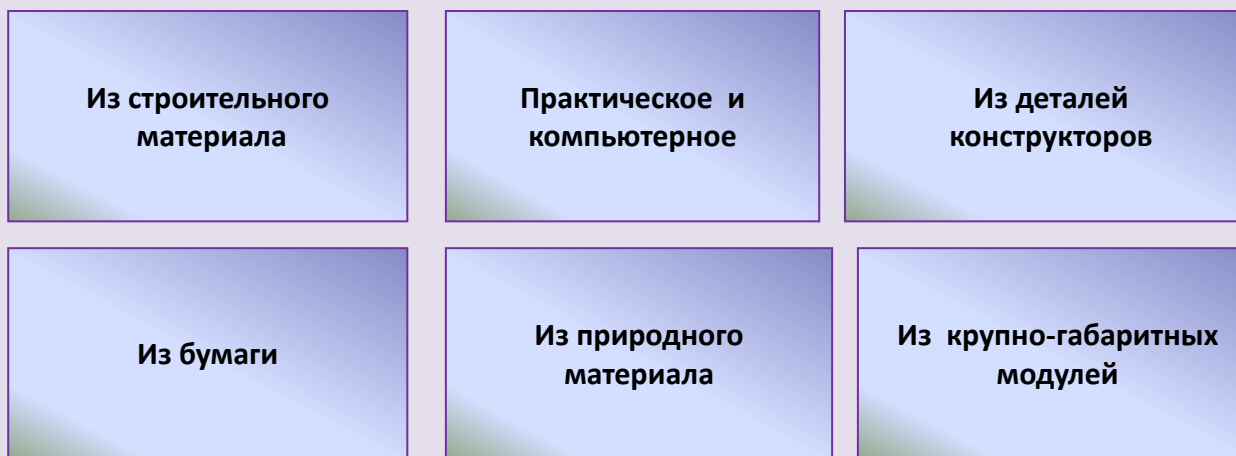 Из строительного
материала
Практическое и
компьютерное
Из деталей
конструкторов
Из бумаги
Из природного
материала
Из крупно-габаритных
модулей